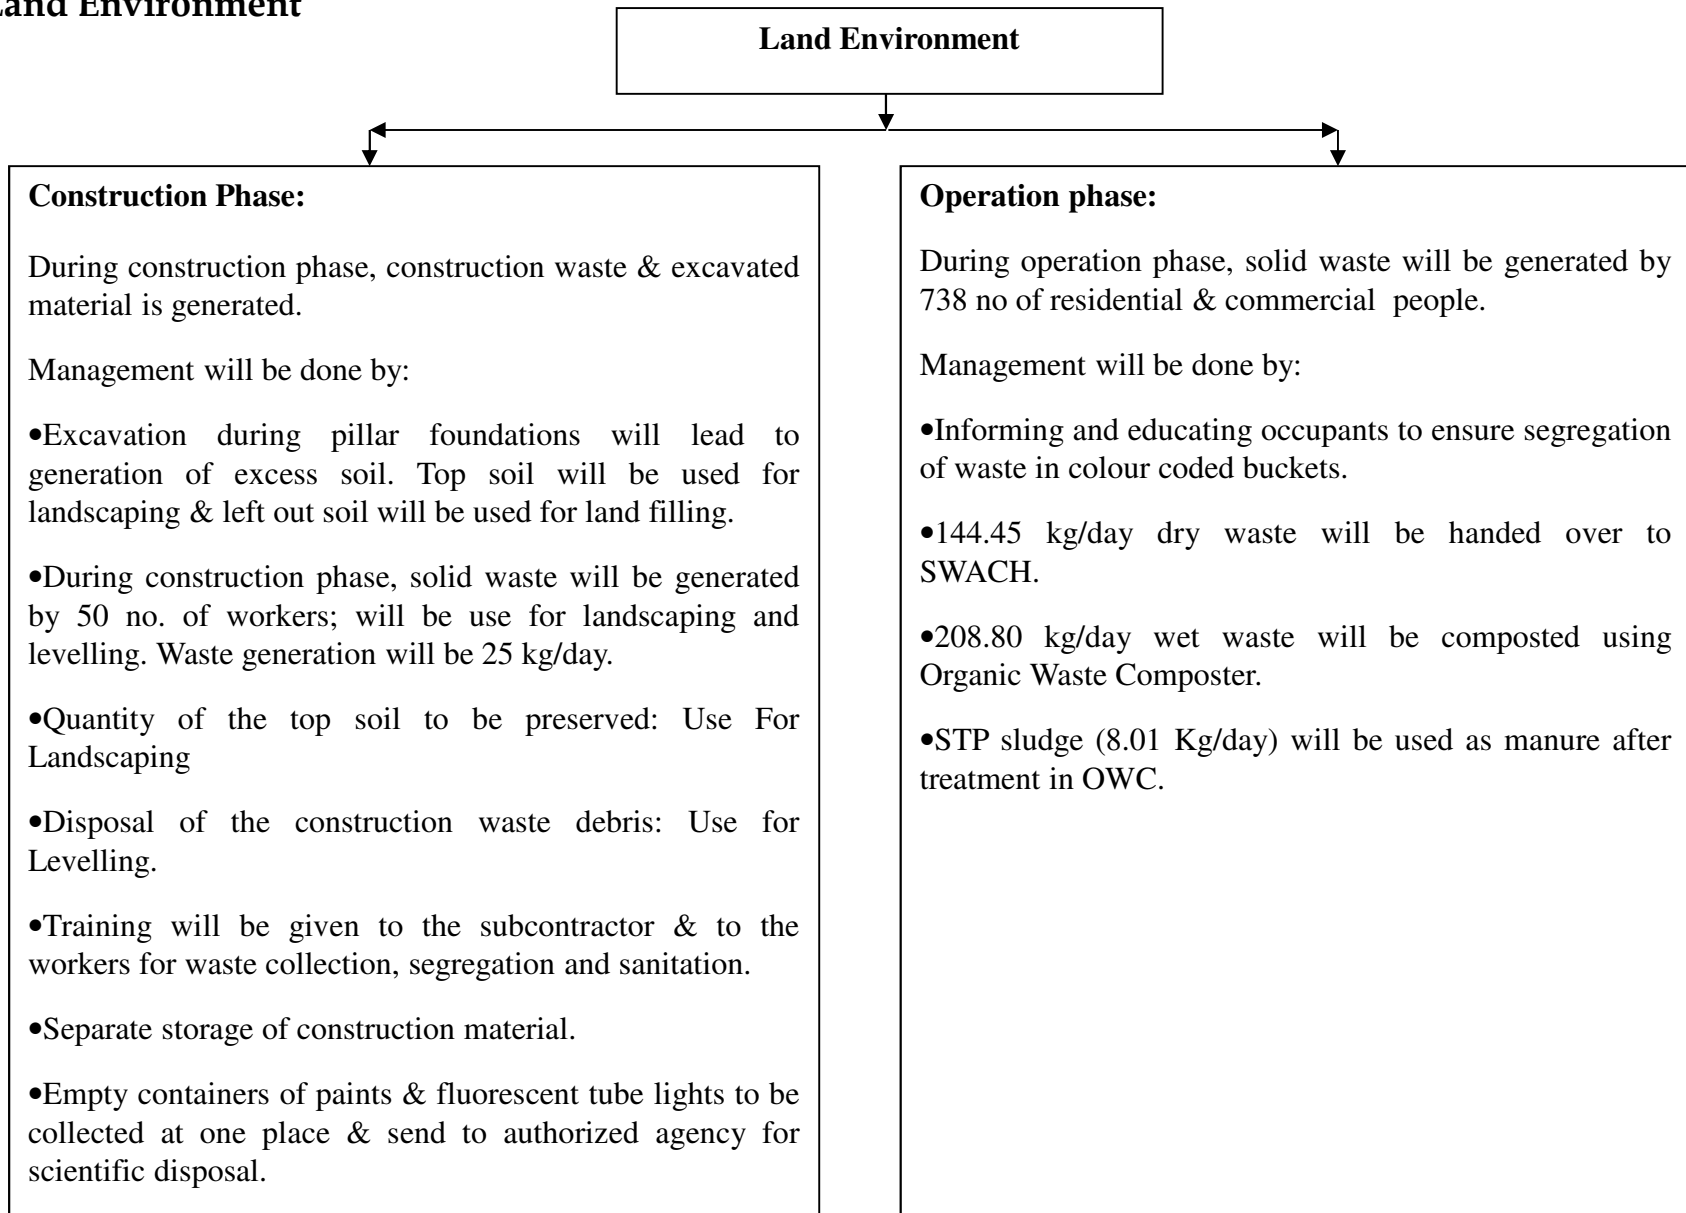 Land Environment
Land Environment
Construction Phase:
During construction phase, construction waste & excavated
material is generated.
Management will be done by:
•Excavation during pillar foundations will lead to
generation of excess soil. Top soil will be used for
landscaping & left out soil will be used for land filling.
•During construction phase, solid waste will be generated
by 50 no. of workers; will be use for landscaping and
levelling. Waste generation will be 25 kg/day.
•Quantity of the top soil to be preserved: Use For
Landscaping
•Disposal of the construction waste debris: Use for
Levelling.
•Training will be given to the subcontractor & to the
workers for waste collection, segregation and sanitation.
•Separate storage of construction material.
•Empty containers of paints & fluorescent tube lights to be
collected at one place & send to authorized agency for
scientific disposal.
Operation phase:
During operation phase, solid waste will be generated by
738 no of residential & commercial people.
Management will be done by:
•Informing and educating occupants to ensure segregation
of waste in colour coded buckets.
•144.45 kg/day dry waste will be handed over to
SWACH.
•208.80 kg/day wet waste will be composted using
Organic Waste Composter.
•STP sludge (8.01 Kg/day) will be used as manure after
treatment in OWC.